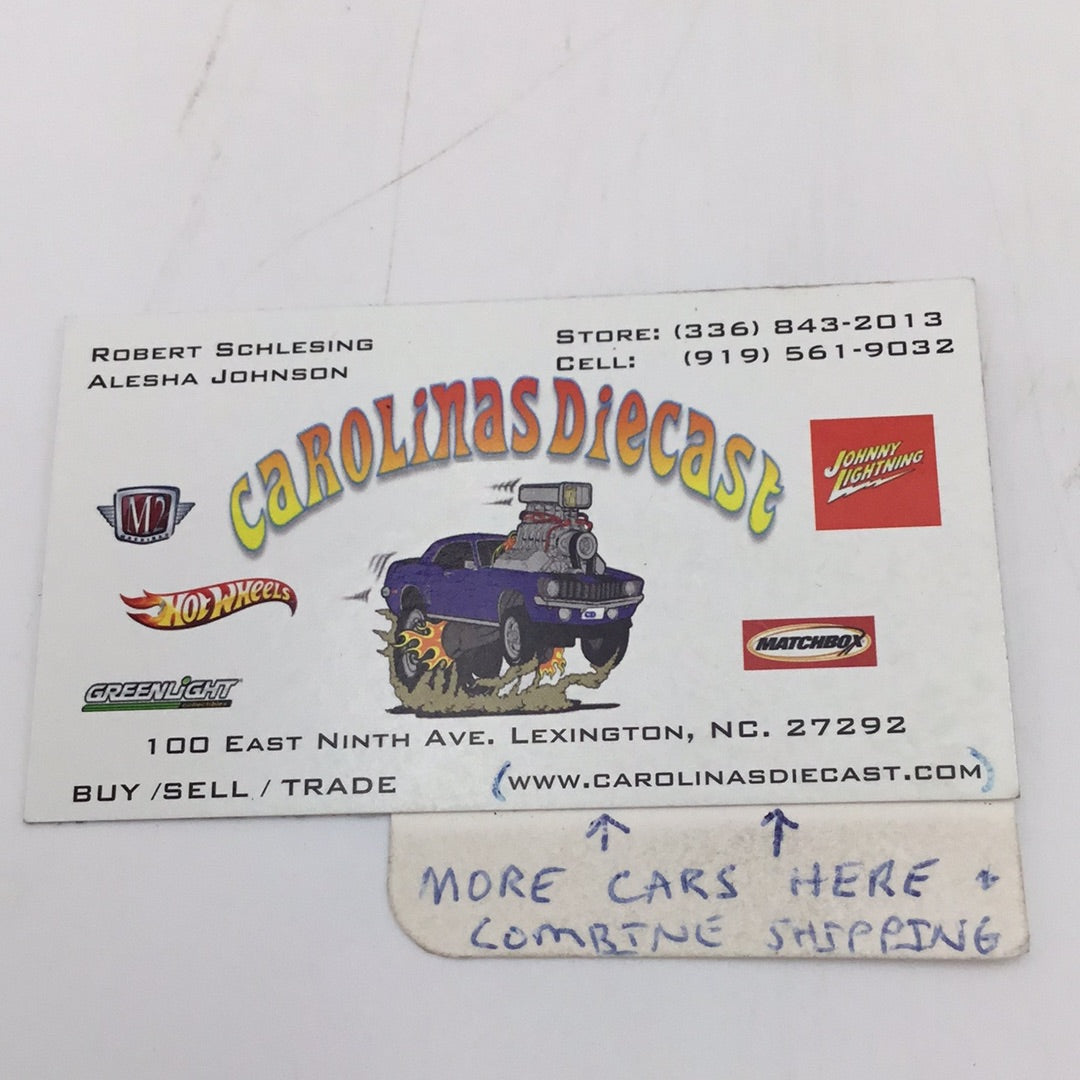 ROBERT SCHLESING
ALESHA JOHNSON
STORE: (336) 843-2013
CELL: (919) 561-9032
CAROLINAS DIECAST
M2
JOHNNY
LIGHTNING
HOT WHEELS
MATCHBOX
GREENLIGHT
collectibles
100 EAST NINTH AVE. LEXINGTON, NC. 27292
BUY /SELL / TRADE
(WWW.CAROLINASDIECAST.COM)
MORE CARS HERE +
COMBINE SHIPPING